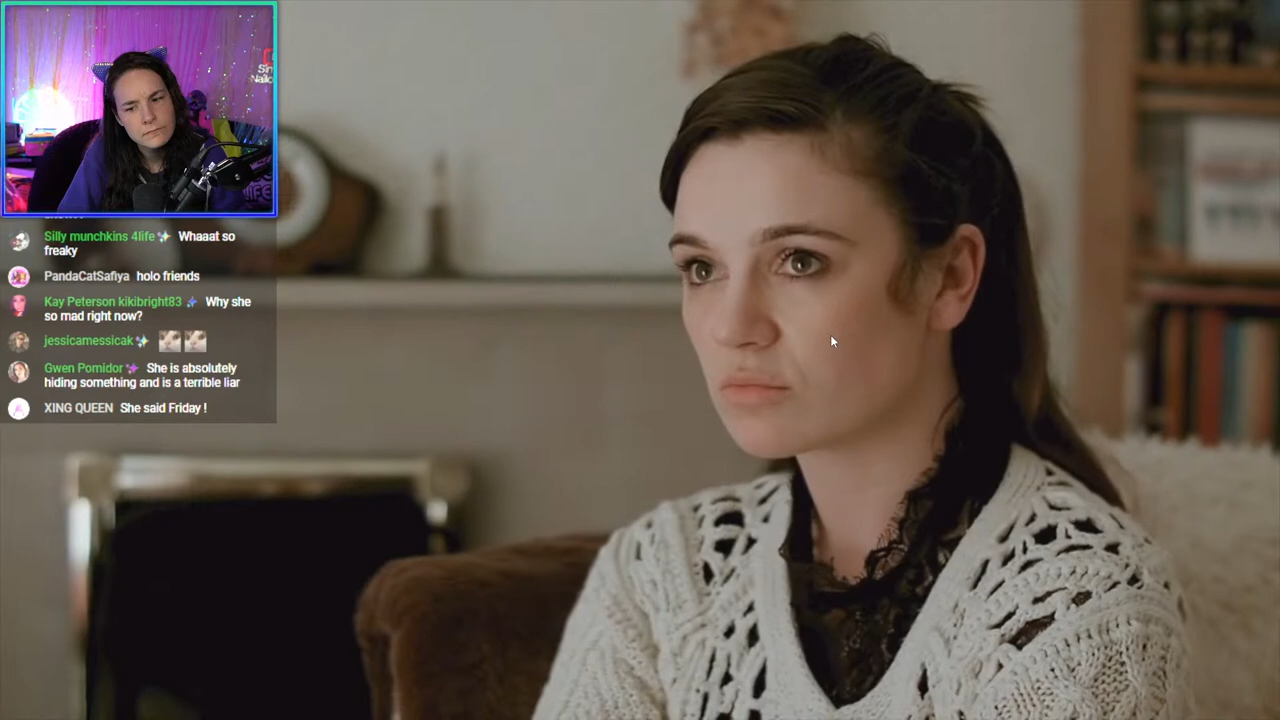 Silly munchkins 4life Whaaat so
freaky
PandaCatSafiya holo friends
Kay Peterson kikibright83 Why she
so mad right now?
jessicamessicak
Gwen Pomidor She is absolutely
hiding something and is a terrible liar
XING QUEEN She said Friday !